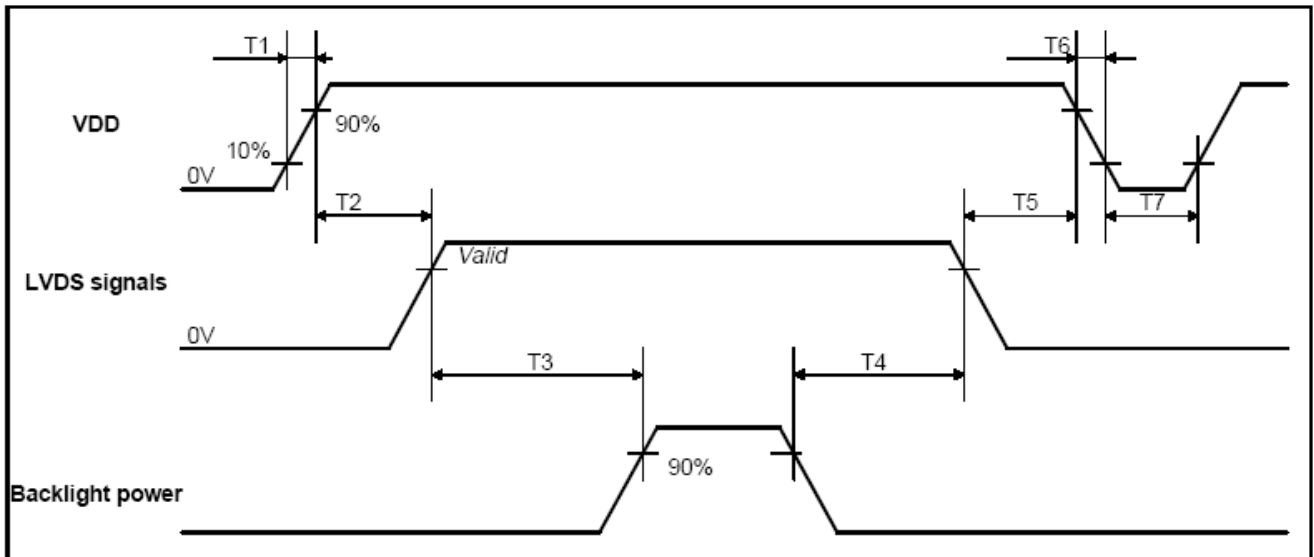 T1
T6
VDD
90%
10%
0V
T2
T5
T7
Valid
LVDS signals
0V
T3
T4
90%
Backlight power